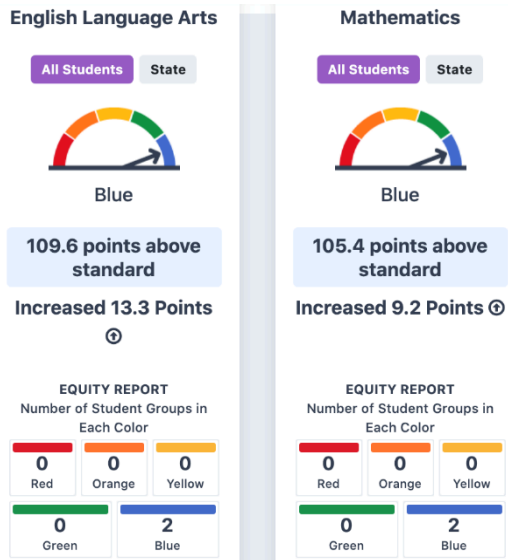 English Language Arts
All Students
State
Blue
109.6 points above
standard
Increased 13.3 Points
EQUITY REPORT
Number of Student Groups in
Each Color
0
Red
0
Orange
0
Yellow
0
Green
2
Blue
Mathematics
All Students
State
Blue
105.4 points above
standard
Increased 9.2 Points
EQUITY REPORT
Number of Student Groups in
Each Color
0
Red
0
Orange
0
Yellow
0
Green
2
Blue